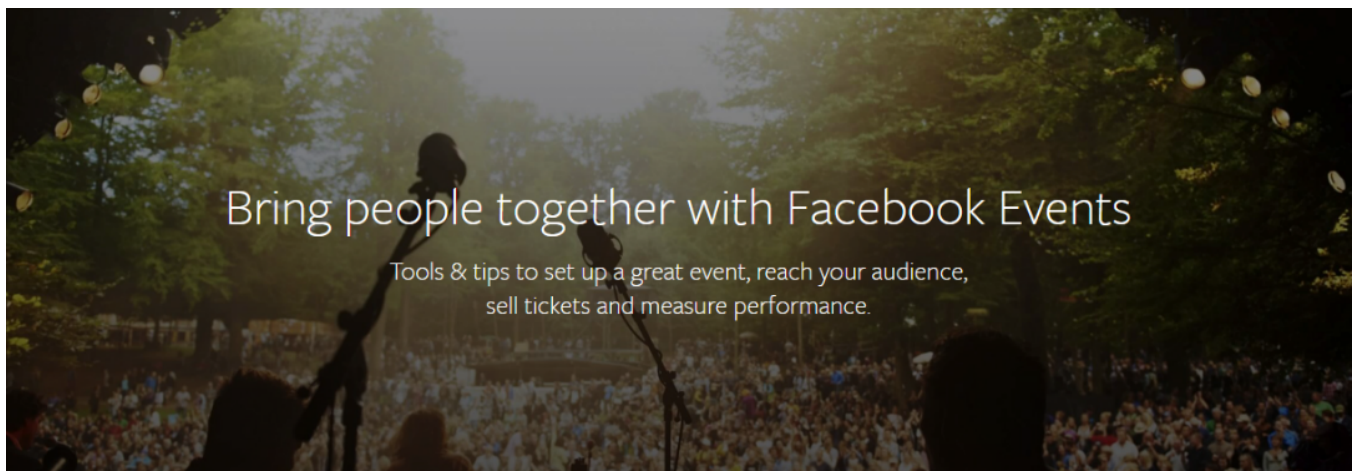 Bring people together with Facebook Events
Tools & tips to set up a great event, reach your audience,
sell tickets and measure performance.